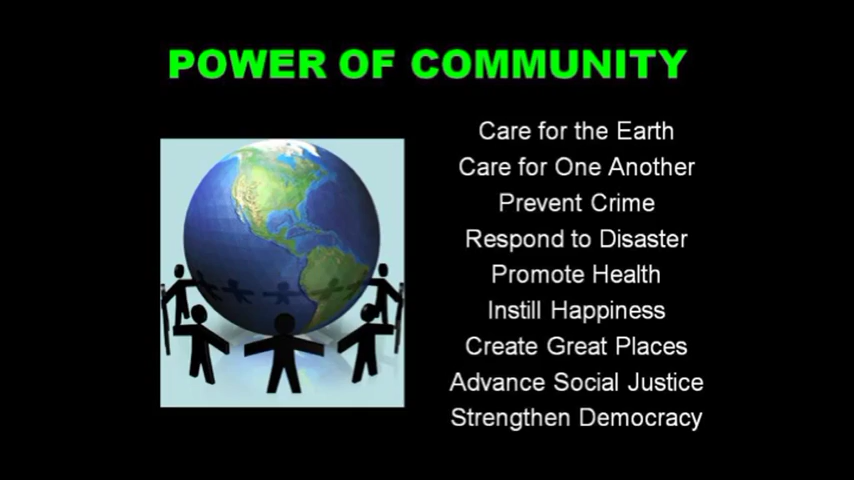 POWER OF COMMUNITY
Care for the Earth
Care for One Another
Prevent Crime
Respond to Disaster
Promote Health
Instill Happiness
Create Great Places
Advance Social Justice
Strengthen Democracy